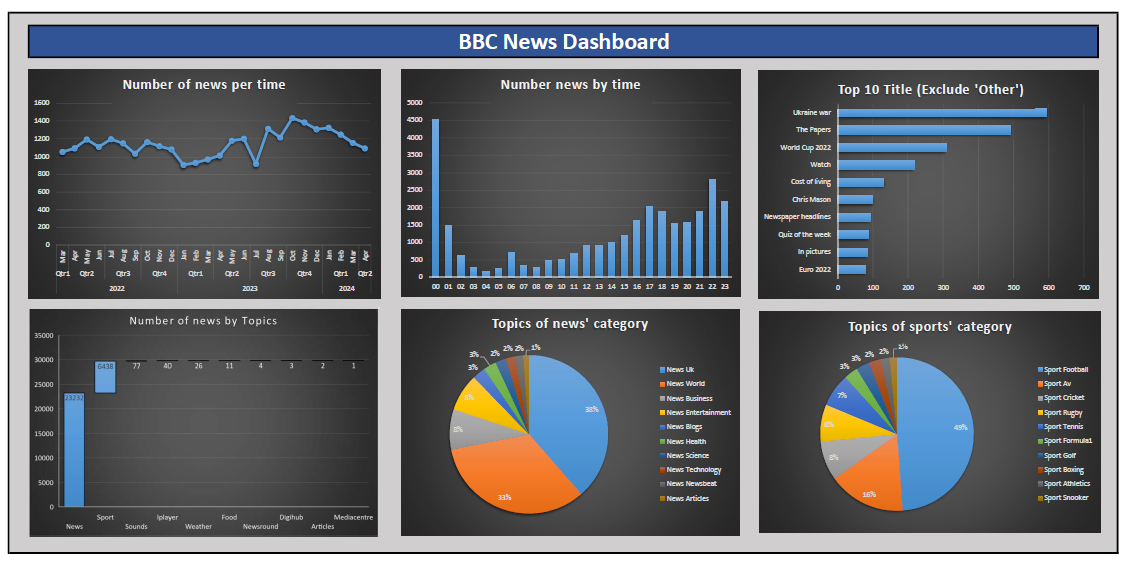 BBC News Dashboard
Number of news per time
1600
1400
1200
1000
800
600
400
200
0
Mar Apr May Jun Jul Aug Sep Oct Nov Dec Jan Feb Mar Apr May Jun Jul Aug Sep Oct Nov Dec Jan Feb Mar Apr
Qtr1 Qtr2 Qtr3 Qtr4 Qtr1 Qtr2 Qtr3 Qtr4 Qtr1 Qtr2
2022 2023 2024
Number news by time
5000
4500
4000
3500
3000
2500
2000
1500
1000
500
0
00 01 02 03 04 05 06 07 08 09 10 11 12 13 14 15 16 17 18 19 20 21 22 23
Top 10 Title (Exclude 'Other')
Ukraine war
The Papers
World Cup 2022
Watch
Cost of living
Chris Mason
Newspaper headlines
Quiz of the week
In pictures
Euro 2022
0 100 200 300 400 500 600 700
Number of news by Topics
35000
30000
25000
20000
15000
10000
5000
0
23232 6438 77 40 26 11 4 3 2 1
News Sport Sounds Iplayer Weather Food Newsround Digihub Articles Mediacentre
Topics of news' category
38%
33%
8%
8%
3%
3%
2%
2%
2%
1%
News Uk
News World
News Business
News Entertainment
News Blogs
News Health
News Science
News Technology
News Newsbeat
News Articles
Topics of sports' category
49%
16%
8%
8%
7%
3%
3%
2%
2%
1%
Sport Football
Sport Av
Sport Cricket
Sport Rugby
Sport Tennis
Sport Formula1
Sport Golf
Sport Boxing
Sport Athletics
Sport Snooker